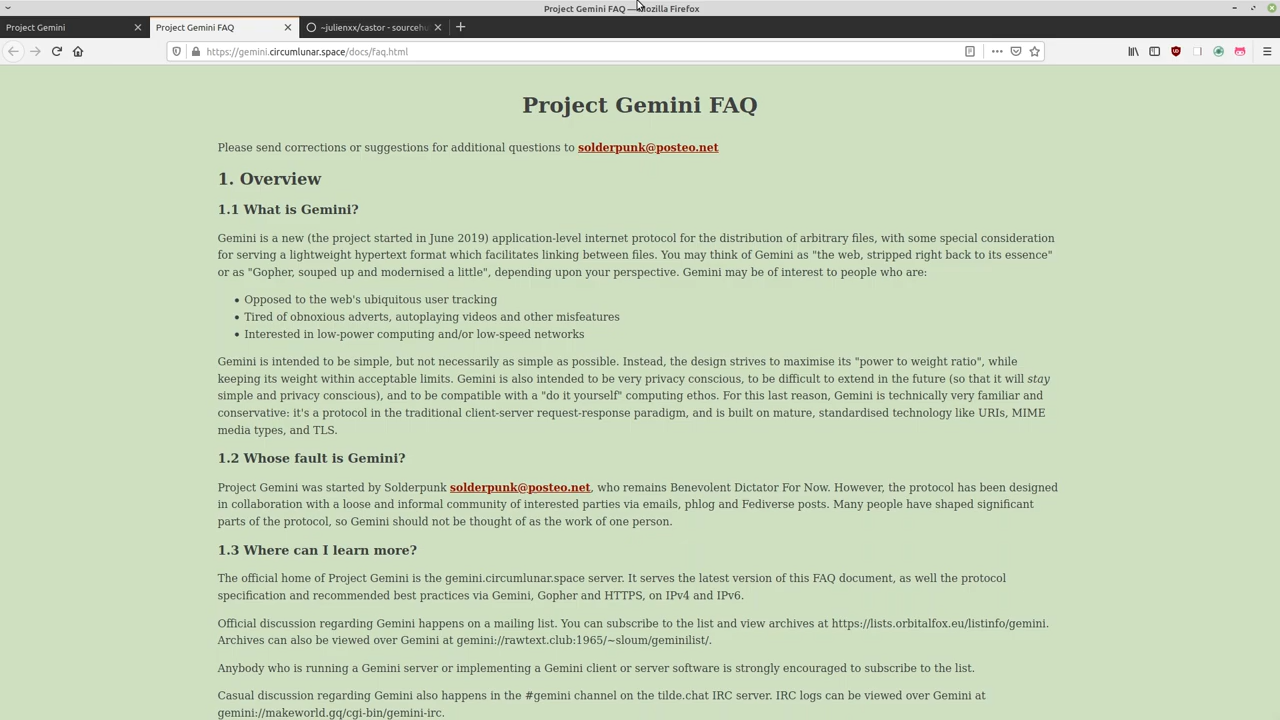 Project Gemini FAQ — Mozilla Firefox
Project Gemini
Project Gemini FAQ
~julienxx/castor - sourcehu
https://gemini.circumlunar.space/docs/faq.html
Project Gemini FAQ
Please send corrections or suggestions for additional questions to solderpunk@posteo.net
1. Overview
1.1 What is Gemini?
Gemini is a new (the project started in June 2019) application-level internet protocol for the distribution of arbitrary files, with some special consideration
for serving a lightweight hypertext format which facilitates linking between files. You may think of Gemini as "the web, stripped right back to its essence"
or as "Gopher, souped up and modernised a little", depending upon your perspective. Gemini may be of interest to people who are:
• Opposed to the web's ubiquitous user tracking
• Tired of obnoxious adverts, autoplaying videos and other misfeatures
• Interested in low-power computing and/or low-speed networks
Gemini is intended to be simple, but not necessarily as simple as possible. Instead, the design strives to maximise its "power to weight ratio", while
keeping its weight within acceptable limits. Gemini is also intended to be very privacy conscious, to be difficult to extend in the future (so that it will stay
simple and privacy conscious), and to be compatible with a "do it yourself" computing ethos. For this last reason, Gemini is technically very familiar and
conservative: it's a protocol in the traditional client-server request-response paradigm, and is built on mature, standardised technology like URIs, MIME
media types, and TLS.
1.2 Whose fault is Gemini?
Project Gemini was started by Solderpunk solderpunk@posteo.net, who remains Benevolent Dictator For Now. However, the protocol has been designed
in collaboration with a loose and informal community of interested parties via emails, phlog and Fediverse posts. Many people have shaped significant
parts of the protocol, so Gemini should not be thought of as the work of one person.
1.3 Where can I learn more?
The official home of Project Gemini is the gemini.circumlunar.space server. It serves the latest version of this FAQ document, as well the protocol
specification and recommended best practices via Gemini, Gopher and HTTPS, on IPv4 and IPv6.
Official discussion regarding Gemini happens on a mailing list. You can subscribe to the list and view archives at https://lists.orbitalfox.eu/listinfo/gemini.
Archives can also be viewed over Gemini at gemini://rawtext.club:1965/~sloum/geminilist/.
Anybody who is running a Gemini server or implementing a Gemini client or server software is strongly encouraged to subscribe to the list.
Casual discussion regarding Gemini also happens in the #gemini channel on the tilde.chat IRC server. IRC logs can be viewed over Gemini at
gemini://makeworld.gq/cgi-bin/gemini-irc.